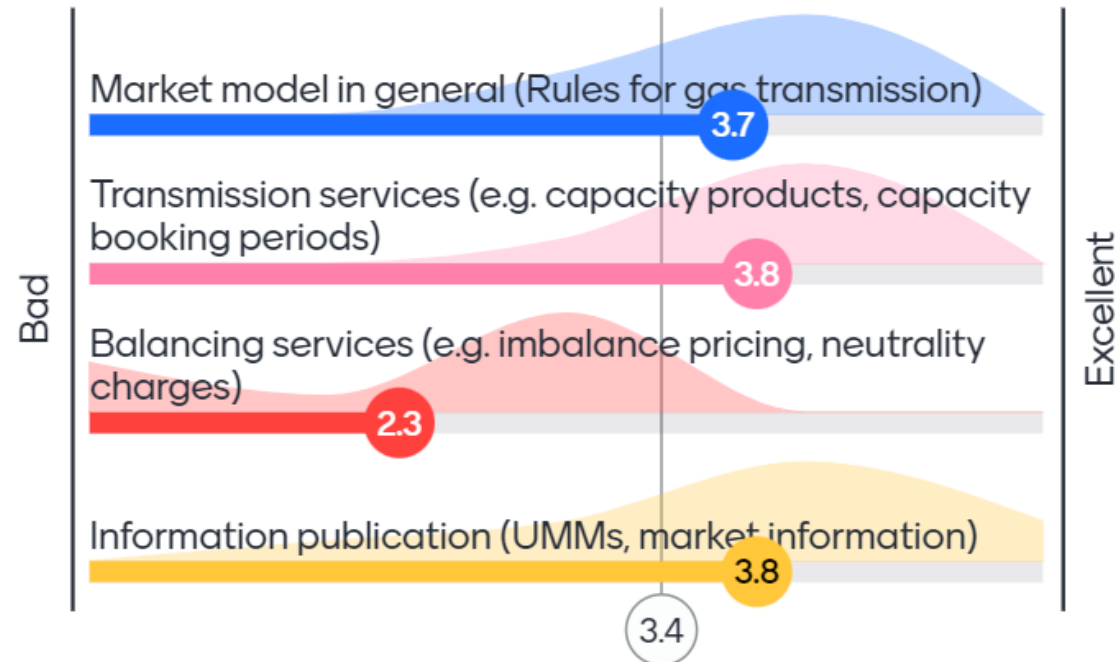 Market model in general (Rules for gas transmission)
3.7
Transmission services (e.g. capacity products, capacity
booking periods)
3.8
Bad
Excellent
Balancing services (e.g. imbalance pricing, neutrality
charges)
2.3
Information publication (UMMs, market information)
3.8
3.4